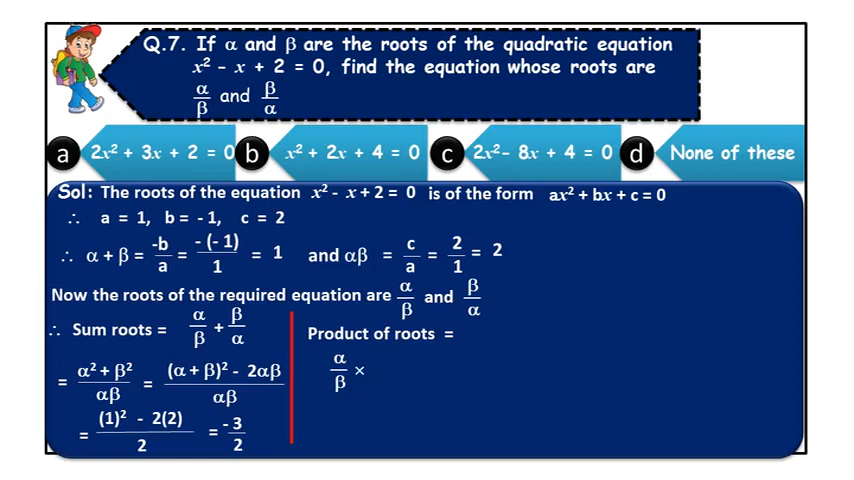 Q.7. If α and β are the roots of the quadratic equation
x² – x + 2 = 0, find the equation whose roots are
α/β and β/α
a 2x² + 3x + 2 = 0 b x² + 2x + 4 = 0 c 2x² – 8x + 4 = 0 d None of these
Sol: The roots of the equation x² – x + 2 = 0 is of the form ax² + bx + c = 0
∴ a = 1, b = - 1, c = 2
∴ α + β = -b/a = - (- 1)/1 = 1 and αβ = c/a = 2/1 = 2
Now the roots of the required equation are α/β and β/α
∴ Sum roots = α/β + β/α
= α² + β²/αβ = (α + β)² - 2αβ/αβ
= (1)² - 2(2)/2 = - 3/2
Product of roots =
α/β ×